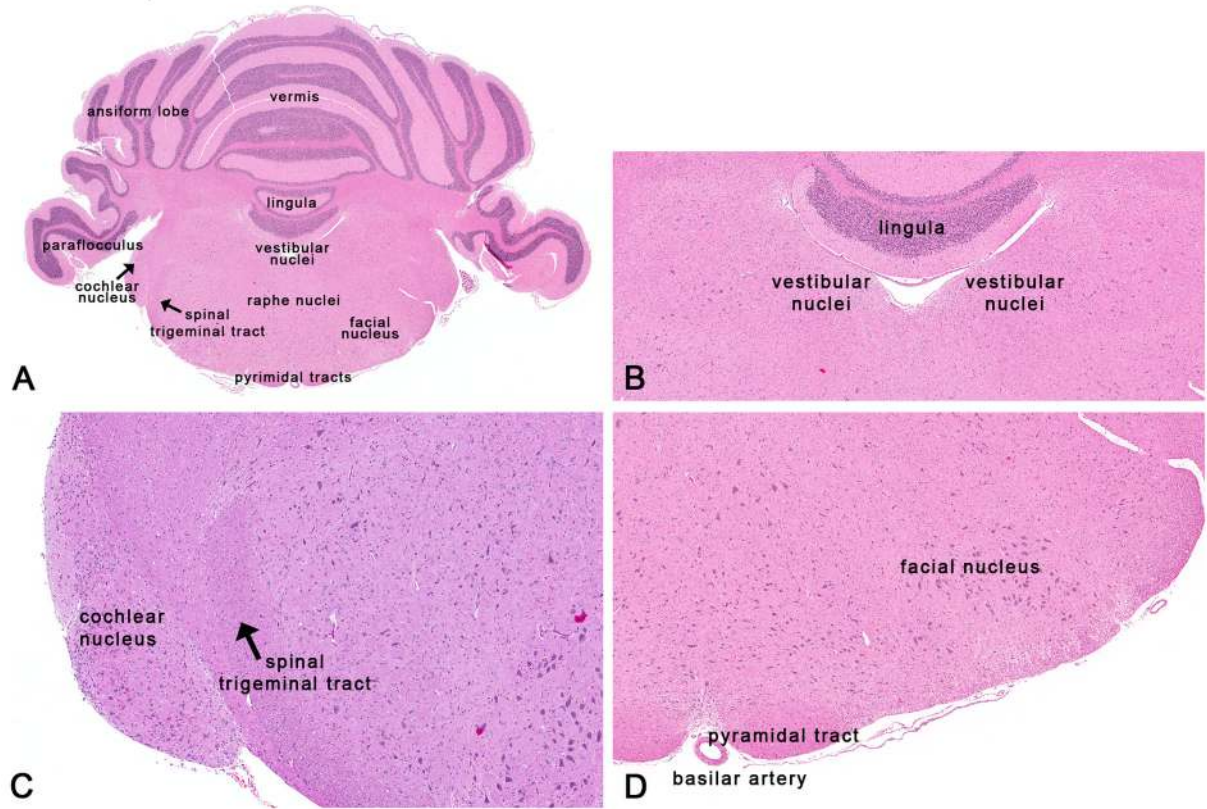 ansiform lobe
vermis
lingula
paraflocculus
vestibular
nuclei
cochlear
nucleus
raphe nuclei
spinal
trigeminal tract
facial
nucleus
pyrimidal tracts
A
lingula
vestibular
nuclei
vestibular
nuclei
B
cochlear
nucleus
spinal
trigeminal tract
C
facial nucleus
pyramidal tract
basilar artery
D